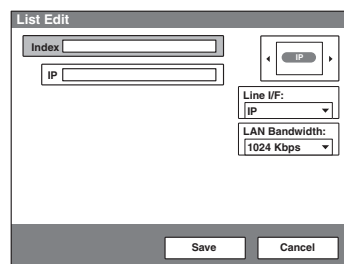 List Edit
Index
IP
IP
Line I/F:
IP
LAN Bandwidth:
1024 Kbps
Save
Cancel